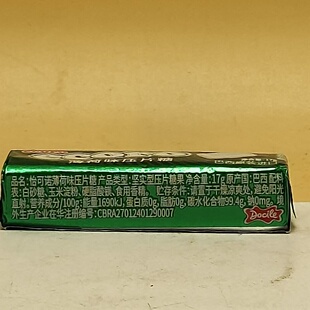 薄荷味压片糖
品名:怡可诺薄荷味压片糖 产品类型:坚实型压片糖果 净含量:17g 原产国:巴西 配料
表:白砂糖、玉米淀粉、硬脂酸镁、食用香精。 贮存条件:请置于干燥凉爽处,避免阳光
直射。营养成分/100g:能量1690kJ,蛋白质0g,脂肪0g,碳水化合物99.4g,钠0mg。境
外生产企业在华注册编号:CBRA27012401290007
Docile